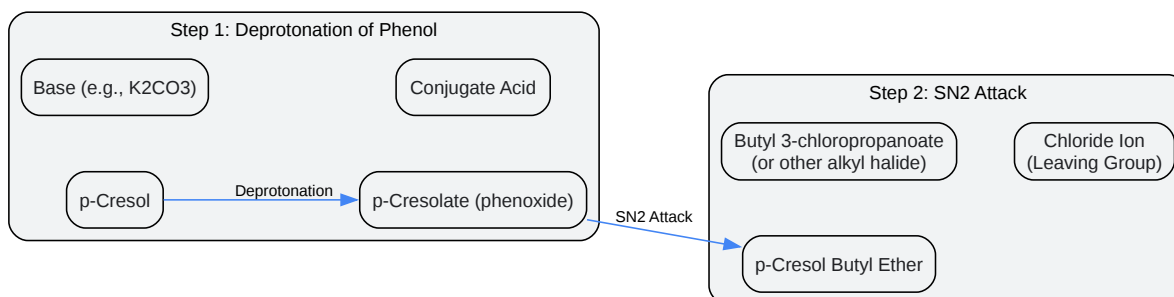 Step 1: Deprotonation of Phenol
Base (e.g., K2CO3)
Conjugate Acid
p-Cresol
Deprotonation
p-Cresolate (phenoxide)
SN2 Attack
Step 2: SN2 Attack
Butyl 3-chloropropanoate
(or other alkyl halide)
Chloride Ion
(Leaving Group)
p-Cresol Butyl Ether